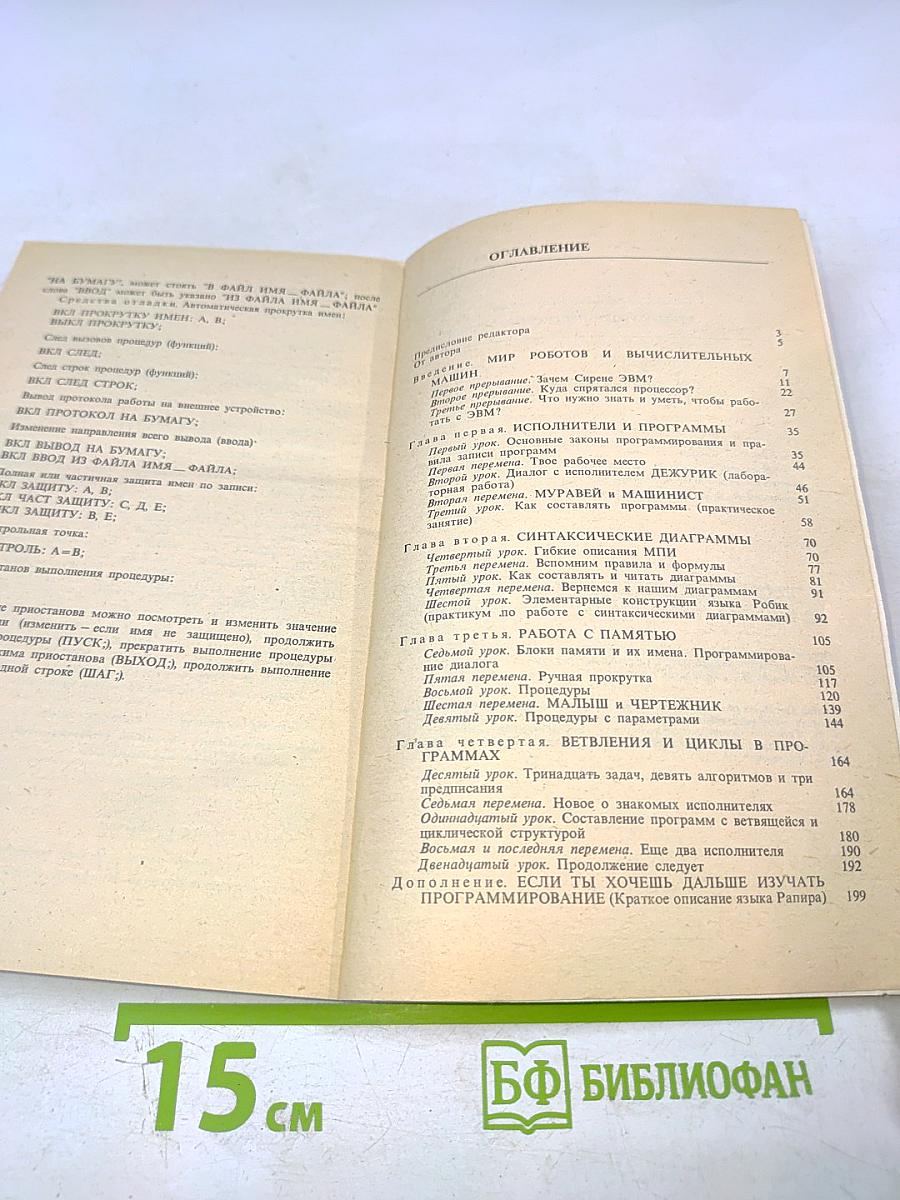 "НА БУМАГУ", может стоять "В ФАЙЛ ИМЯ_ФАЙЛА"; после
слова "ВВОД" может быть указано "ИЗ ФАЙЛА ИМЯ_ФАЙЛА"
Средства отладки. Автоматическая прокрутка имен:
ВКЛ ПРОКРУТКУ ИМЕН: А, В;
ВЫКЛ ПРОКРУТКУ;
След вызовов процедур (функций):
ВКЛ СЛЕД;
След строк процедур (функций):
ВКЛ СЛЕД СТРОК;
Вывод протокола работы на внешнее устройство:
ВКЛ ПРОТОКОЛ НА БУМАГУ;
Изменение направления всего вывода (ввода):
ВКЛ ВЫВОД НА БУМАГУ;
ВКЛ ВВОД ИЗ ФАЙЛА ИМЯ_ФАЙЛА;
Полная или частичная защита имен по записи:
КЛ ЗАЩИТУ: А, В;
КЛ ЧАСТ ЗАЩИТУ: С, Д, Е;
КЛ ЗАЩИТУ: В, Е;
трольная точка:
ТРОЛЬ: А=В;
танов выполнения процедуры:
е приостанова можно посмотреть и изменить значение
ли (изменить – если имя не защищено), продолжить
роцедуры (ПУСК;), прекратить выполнение процедуры
жима приостанова (ВЫХОД;), продолжить выполнение
дной строке (ШАГ;).
ОГЛАВЛЕНИЕ
Предисловие редактора 3
От автора 5
Введение. МИР РОБОТОВ И ВЫЧИСЛИТЕЛЬНЫХ
МАШИН 7
Первое прерывание. Зачем Сирене ЭВМ? 11
Второе прерывание. Куда спрятался процессор? 22
Третье прерывание. Что нужно знать и уметь, чтобы рабо-
тать с ЭВМ? 27
Глава первая. ИСПОЛНИТЕЛИ И ПРОГРАММЫ 35
Первый урок. Основные законы программирования и пра-
вила записи программ 35
Первая перемена. Твое рабочее место 44
Второй урок. Диалог с исполнителем ДЕЖУРИК (лабора-
торная работа) 46
Вторая перемена. МУРАВЕЙ и МАШИНИСТ 51
Третий урок. Как составлять программы (практическое
занятие) 58
Глава вторая. СИНТАКСИЧЕСКИЕ ДИАГРАММЫ 70
Четвертый урок. Гибкие описания МПИ 70
Третья перемена. Вспомним правила и формулы 77
Пятый урок. Как составлять и читать диаграммы 81
Четвертая перемена. Вернемся к нашим диаграммам 91
Шестой урок. Элементарные конструкции языка Робик
(практикум по работе с синтаксическими диаграммами) 92
Глава третья. РАБОТА С ПАМЯТЬЮ 105
Седьмой урок. Блоки памяти и их имена. Программирова-
ние диалога 105
Пятая перемена. Ручная прокрутка 117
Восьмой урок. Процедуры 120
Шестая перемена. МАЛЫШ и ЧЕРТЕЖНИК 139
Девятый урок. Процедуры с параметрами 144
Глава четвертая. ВЕТВЛЕНИЯ И ЦИКЛЫ В ПРО-
ГРАММАХ 164
Десятый урок. Тринадцать задач, девять алгоритмов и три
предписания 164
Седьмая перемена. Новое о знакомых исполнителях 178
Одиннадцатый урок. Составление программ с ветвящейся и
циклической структурой 180
Восьмая и последняя перемена. Еще два исполнителя 190
Двенадцатый урок. Продолжение следует 192
Дополнение. ЕСЛИ ТЫ ХОЧЕШЬ ДАЛЬШЕ ИЗУЧАТЬ
ПРОГРАММИРОВАНИЕ (Краткое описание языка Рапира) 199
15 см
БФ БИБЛИОФАН